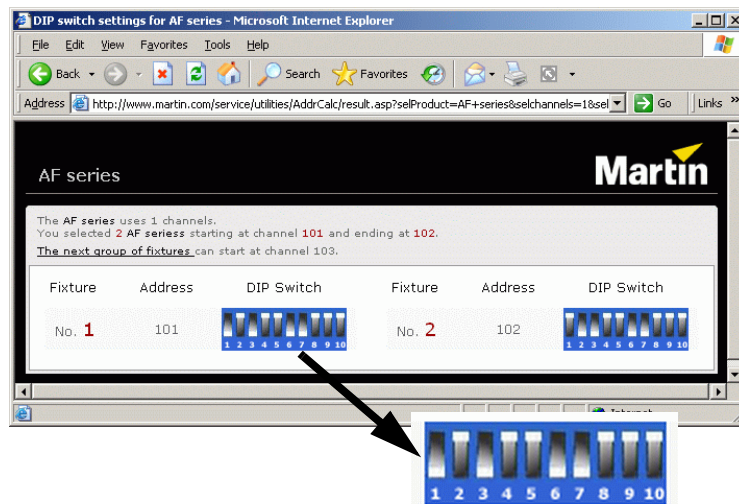 DIP switch settings for AF series - Microsoft Internet Explorer
File Edit View Favorites Tools Help
Back Search Favorites
Address http://www.martin.com/service/utilities/AddrCalc/result.asp?selProduct=AF+series&selchannels=1&sel Go Links »
AF series
Martin
The AF series uses 1 channels.
You selected 2 AF seriess starting at channel 101 and ending at 102.
The next group of fixtures can start at channel 103.
Fixture Address DIP Switch Fixture Address DIP Switch
No. 1 101 1 2 3 4 5 6 7 8 9 10 No. 2 102 1 2 3 4 5 6 7 8 9 10
Internet
1 2 3 4 5 6 7 8 9 10